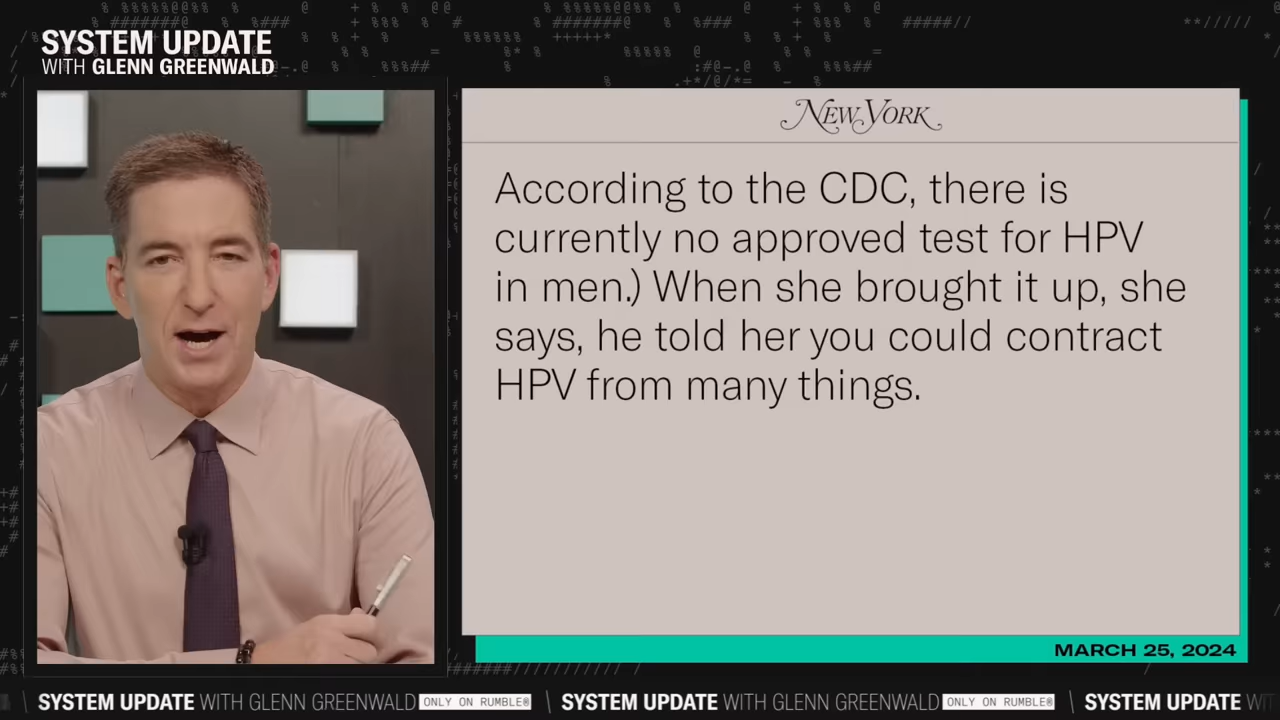 SYSTEM UPDATE
WITH GLENN GREENWALD
NEW YORK
According to the CDC, there is
currently no approved test for HPV
in men.) When she brought it up, she
says, he told her you could contract
HPV from many things.
MARCH 25, 2024
SYSTEM UPDATE WITH GLENN GREENWALD ONLY ON RUMBLE® SYSTEM UPDATE WITH GLENN GREENWALD ONLY ON RUMBLE® SYSTEM UPDATE WIT